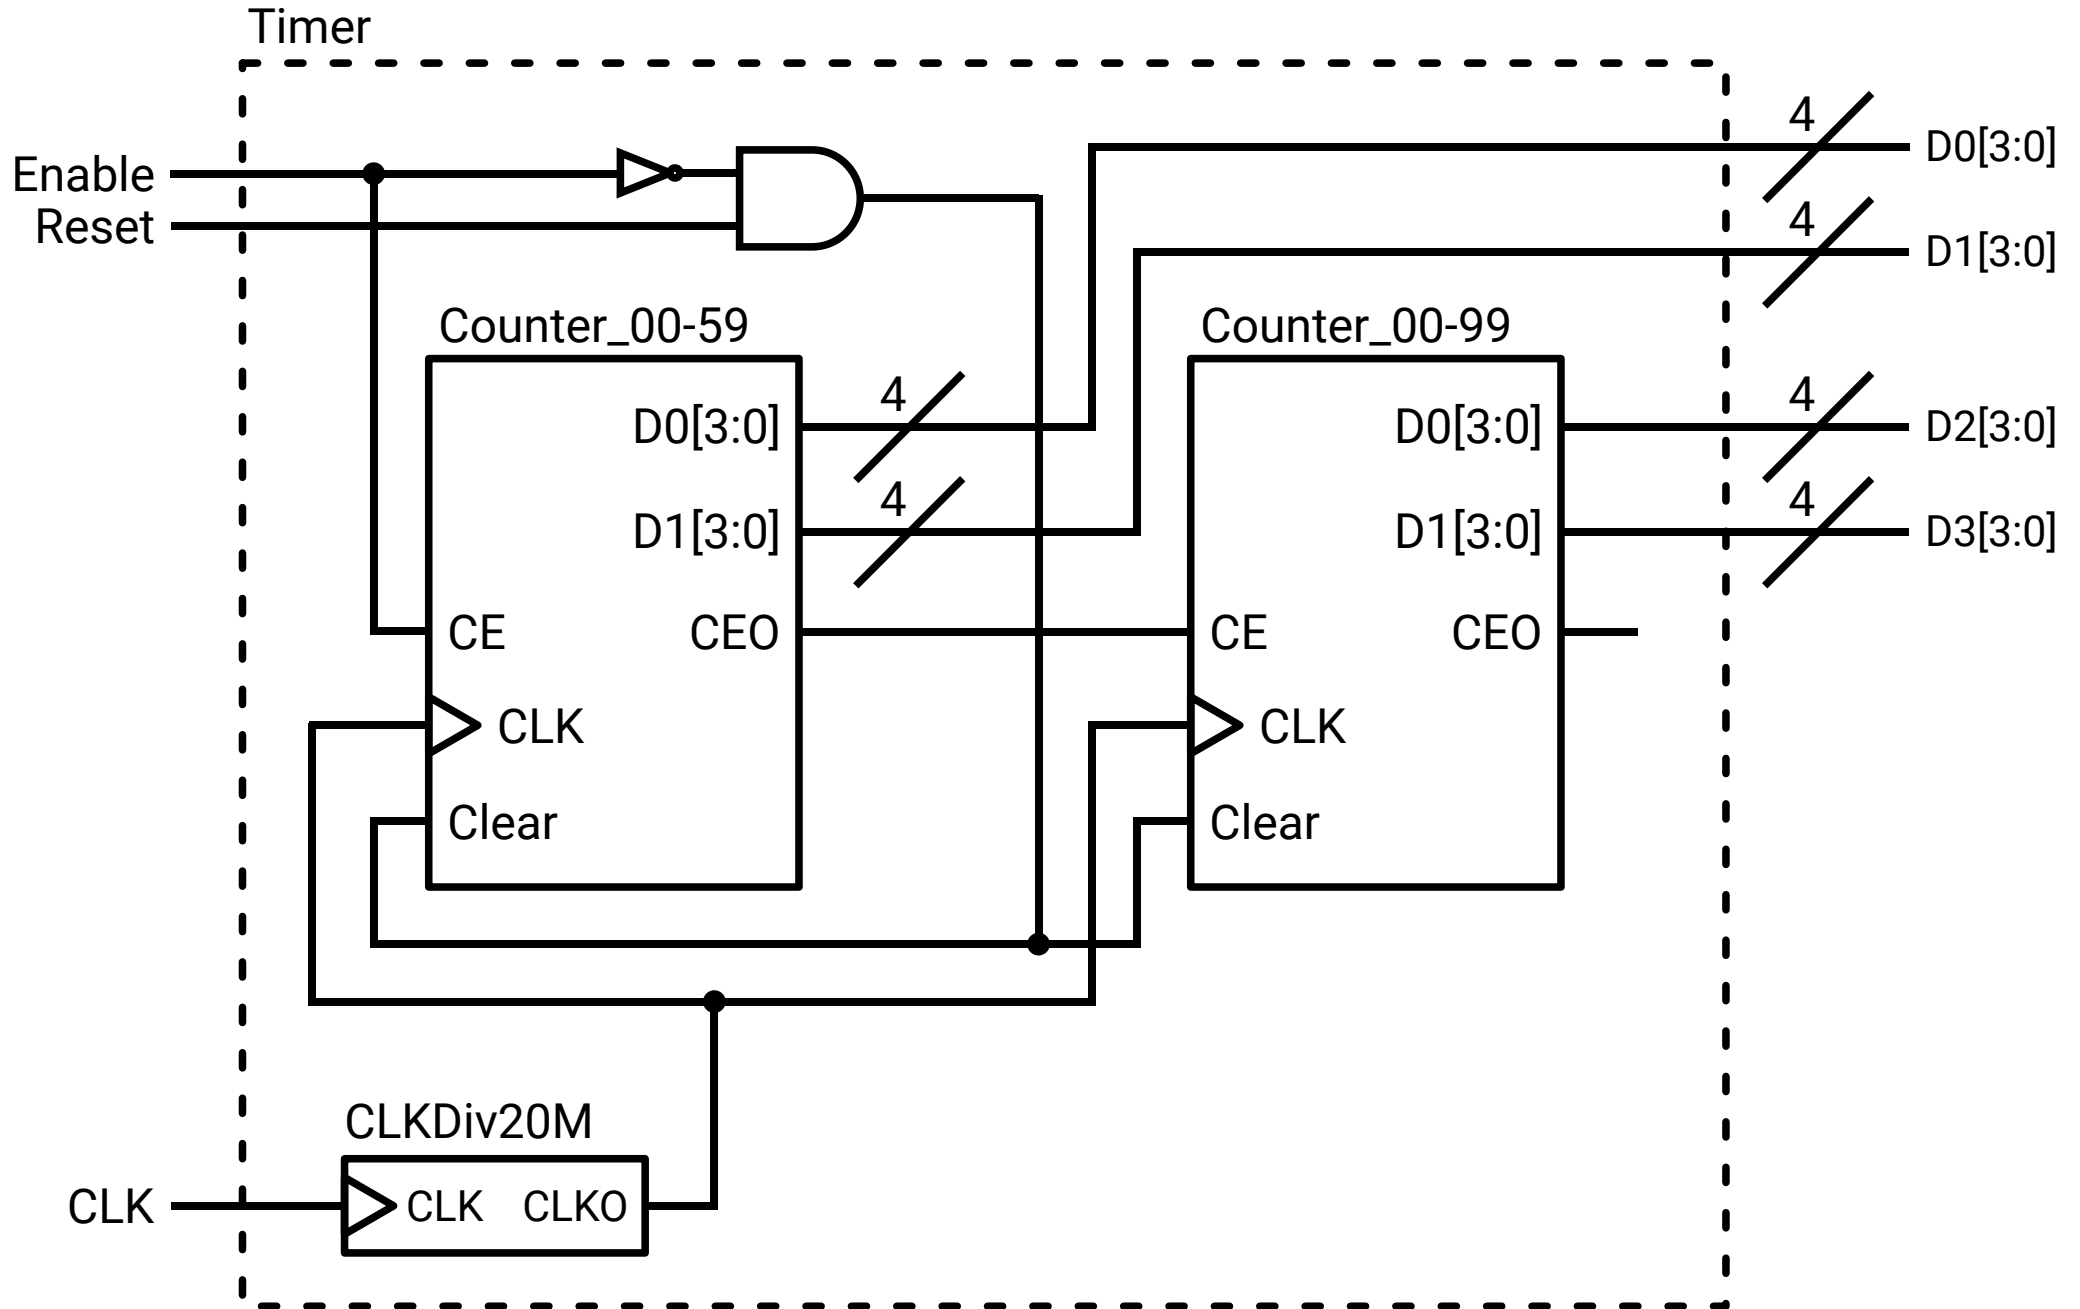 Timer
4
D0[3:0]
Enable
Reset
4
D1[3:0]
Counter_00-59
Counter_00-99
D0[3:0]
4
D0[3:0]
4
D2[3:0]
D1[3:0]
4
D1[3:0]
4
D3[3:0]
CE
CEO
CE
CEO
CLK
CLK
Clear
Clear
CLKDiv20M
CLK
CLK
CLKO